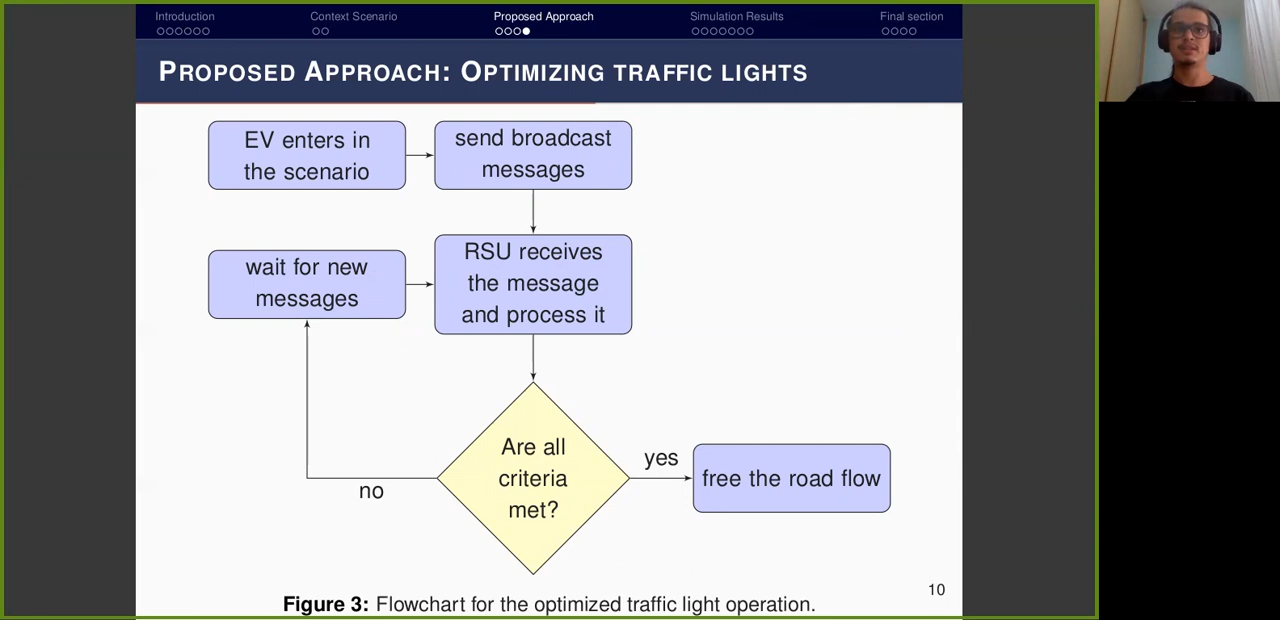 Introduction
Context Scenario
Proposed Approach
Simulation Results
Final section
PROPOSED APPROACH: OPTIMIZING TRAFFIC LIGHTS
EV enters in
the scenario
send broadcast
messages
wait for new
messages
RSU receives
the message
and process it
Are all
criteria
met?
yes
free the road flow
no
10
Figure 3: Flowchart for the optimized traffic light operation.